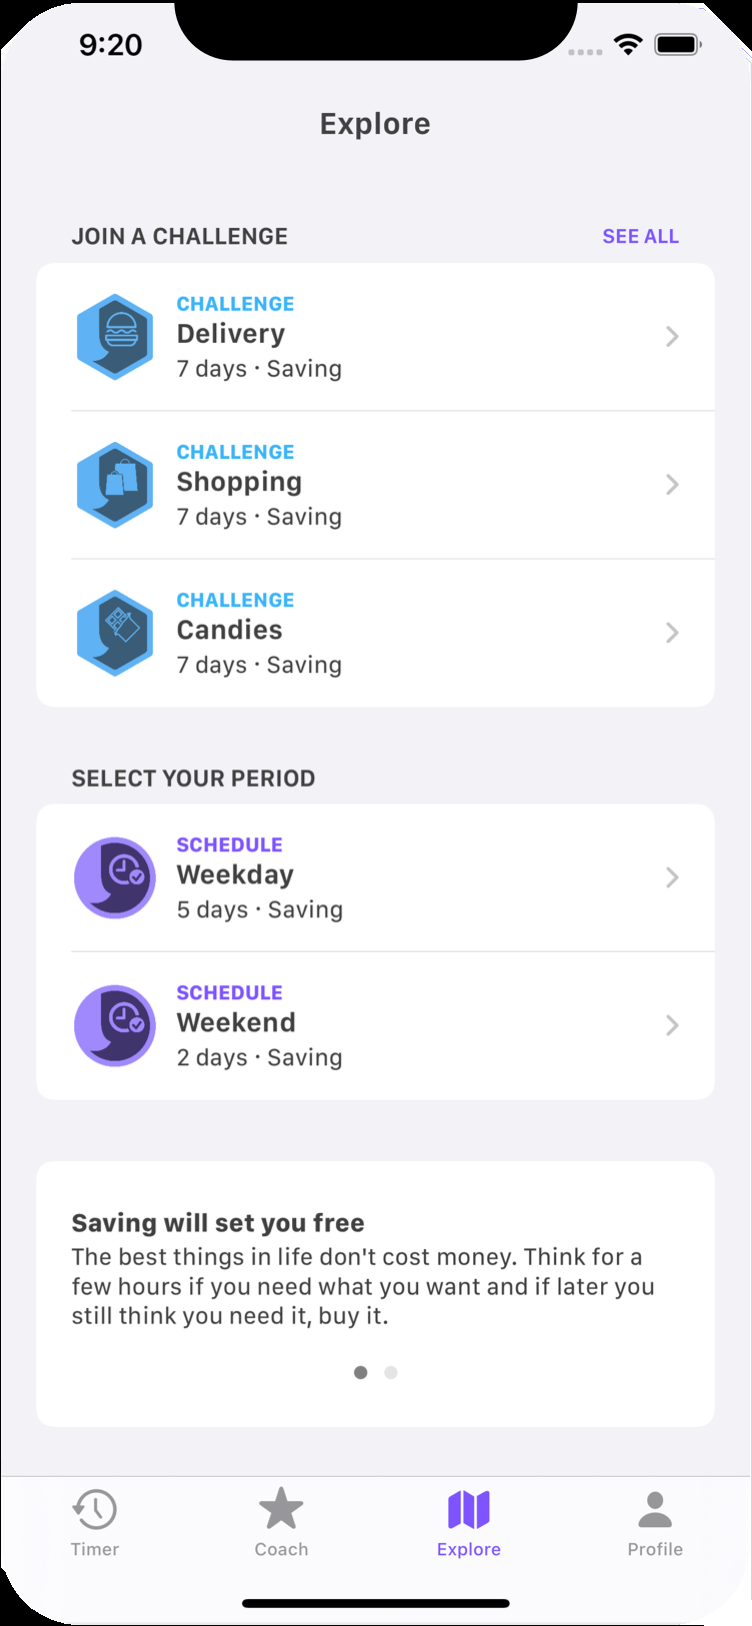 9:20
Explore
JOIN A CHALLENGE
SEE ALL
CHALLENGE
Delivery
7 days · Saving
CHALLENGE
Shopping
7 days · Saving
CHALLENGE
Candies
7 days · Saving
SELECT YOUR PERIOD
SCHEDULE
Weekday
5 days · Saving
SCHEDULE
Weekend
2 days · Saving
Saving will set you free
The best things in life don't cost money. Think for a
few hours if you need what you want and if later you
still think you need it, buy it.
Timer
Coach
Explore
Profile